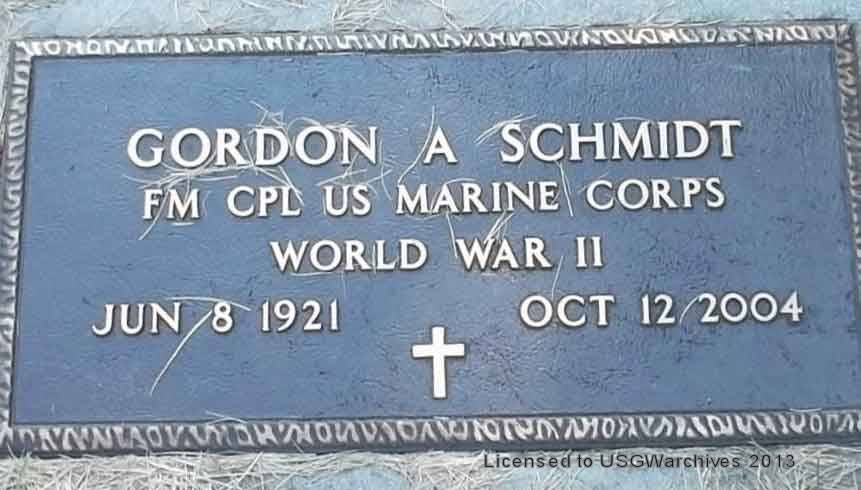 GORDON A SCHMIDT
FM CPL US MARINE CORPS
WORLD WAR II
JUN 8 1921 OCT 12 2004
Licensed to USGWarchives 2013